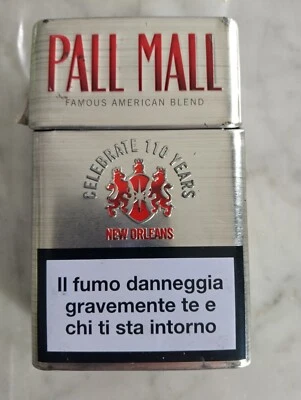 PALL MALL
FAMOUS AMERICAN BLEND
CELEBRATE 110 YEARS
NEW ORLEANS
Il fumo danneggia
gravemente te e
chi ti sta intorno